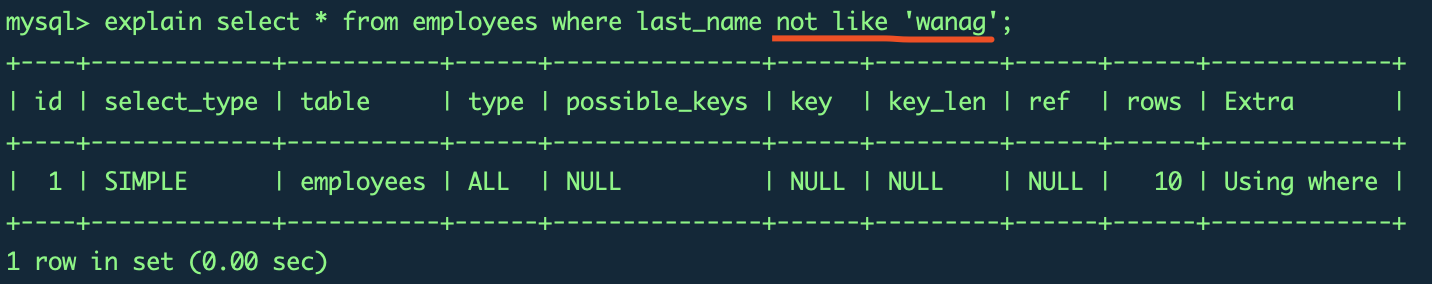 mysql> explain select * from employees where last_name not like 'wanag';
+----+-------------+-----------+------+---------------+------+---------+------+------+-------------+
| id | select_type | table     | type | possible_keys | key  | key_len | ref  | rows | Extra       |
+----+-------------+-----------+------+---------------+------+---------+------+------+-------------+
|  1 | SIMPLE      | employees | ALL  | NULL          | NULL | NULL    | NULL |   10 | Using where |
+----+-------------+-----------+------+---------------+------+---------+------+------+-------------+
1 row in set (0.00 sec)